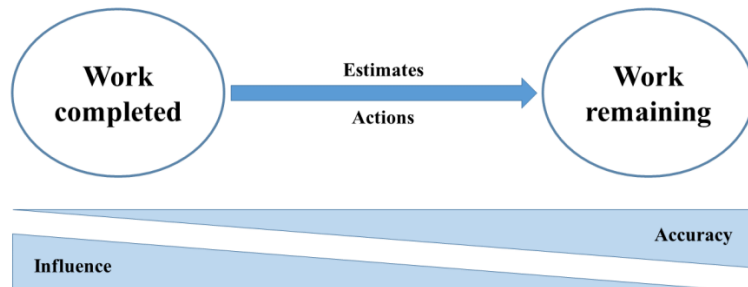 Work
completed
Estimates
Actions
Work
remaining
Accuracy
Influence